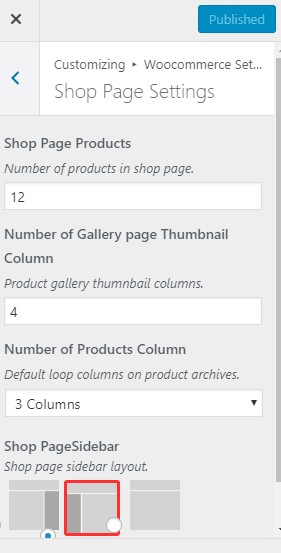 Published
Customizing ▸ Woocommerce Set...
Shop Page Settings
Shop Page Products
Number of products in shop page.
12
Number of Gallery page Thumbnail
Column
Product gallery thumnbail columns.
4
Number of Products Column
Default loop columns on product archives.
3 Columns
Shop PageSidebar
Shop page sidebar layout.